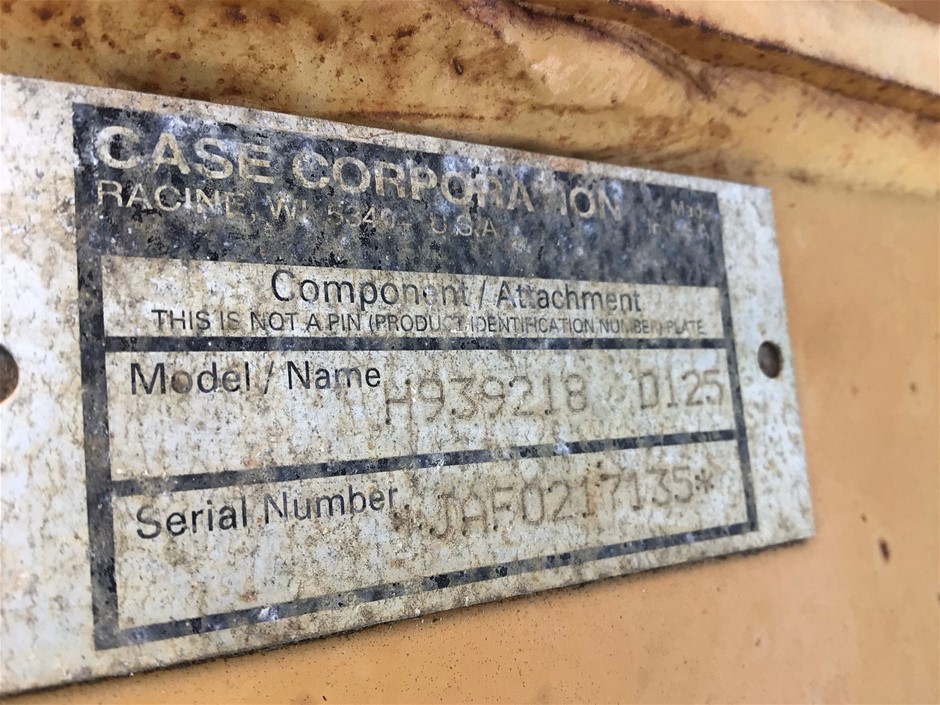 CASE CORPORATION
RACINE, WI 5340 U.S.A
Component / Attachment
THIS IS NOT A PIN (PRODUCT IDENTIFICATION NUMBER) PLATE
Model / Name H939218 D125
Serial Number *JAF0217135*